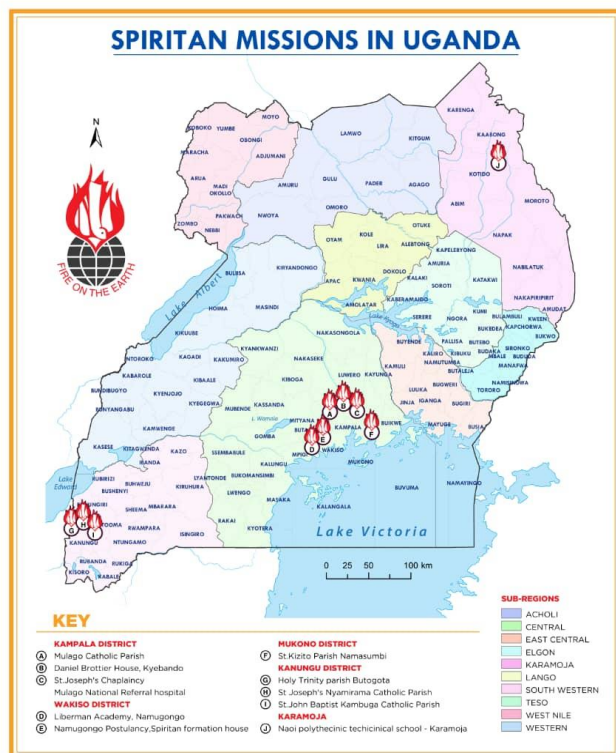 SPIRITAN MISSIONS IN UGANDA
N
FIRE ON THE EARTH
KARENGA
KAABONG
J
KOTIDO
ABIM
MOROTO
NAPAK
NABILATUK
NAKAPIRIPIRIT
AMUDAT
KOBOKO
YUMBE
MOYO
OBONGI
MARACHA
ADJUMANI
ARUA
MADI
OKOLLO
PAKWACH
ZOMBO
NEBBI
LAMWO
KITGUM
AMURU
GULU
PADER
AGAGO
OMORO
NWOYA
OTUKE
OYAM
KOLE
LIRA
ALEBTONG
APAC
KWANIA
DOKOLO
AMOLATAR
KAPELEBYONG
AMURIA
KATAKWI
KALAKI
SOROTI
KABERAMAIDO
SERERE
NGORA
KUMI
BUKEDEA
PALLISA
BUTEBO
KIBUKU
BUDAKA
MBALE
BUTALEJA
BULAMBULI
KWEEN
KAPCHORWA
BUKWO
SIRONKO
BUDUDA
MANAFWA
NAMISINDWA
TORORO
Lake Albert
BULIISA
KIRYANDONGO
HOIMA
MASINDI
KIKUUBE
NTOROKO
KAGADI
KAKUMIRO
KABAROLE
KIBAALE
BUNDIBUGYO
KYENJOJO
KYEGEGWA
BUNYANGABU
KAMWENGE
KASESE
KITAGWENDA
Lake Kyoga
NAKASONGOLA
KYANKWANZI
NAKASEKE
KIBOGA
LUWERO
KAYUNGA
KASSANDA
MUBENDE
L. Wamala
MITYANA
GOMBA
MPIGI
WAKISO
KAMPALA
BUIKWE
MUKONO
SSEMBABULE
KALUNGU
BUKOMANSIMBI
LWENGO
MASAKA
RAKAI
KYOTERA
KALANGALA
BUVUMA
A
B
C
D
E
F
BUYENDE
KALIRO
KAMULI
NAMUTUMBA
LUUKA
BUGWERI
JINJA
IGANGA
BUGIRI
MAYUGE
BUSIA
NAMAYINGO
Lake Victoria
Lake
Edward
RUBIRIZI
KAZO
BUHWEJU
BUSHENYI
KIRUHURA
LYANTONDE
SHEEMA
MBARARA
RWAMPARA
NTUNGAMO
ISINGIRO
KANUNGU
RUKIGA
RUBANDA
KISORO
KABALE
G
H
I
0 25 50 100 km
KEY
KAMPALA DISTRICT
A Mulago Catholic Parish
B Daniel Brottier House, Kyebando
C St.Joseph's Chaplaincy
Mulago National Referral hospital
WAKISO DISTRICT
D Liberman Academy, Namugongo
E Namugongo Postulancy,Spiritan formation house
MUKONO DISTRICT
F St.Kizito Parish Namasumbi
KANUNGU DISTRICT
G Holy Trinity parish Butogota
H St Joseph's Nyamirama Catholic Parish
I St.John Baptist Kambuga Catholic Parish
KARAMOJA
J Naoi polythecinic techicinical school - Karamoja
SUB-REGIONS
ACHOLI
CENTRAL
EAST CENTRAL
ELGON
KARAMOJA
LANGO
SOUTH WESTERN
TESO
WEST NILE
WESTERN